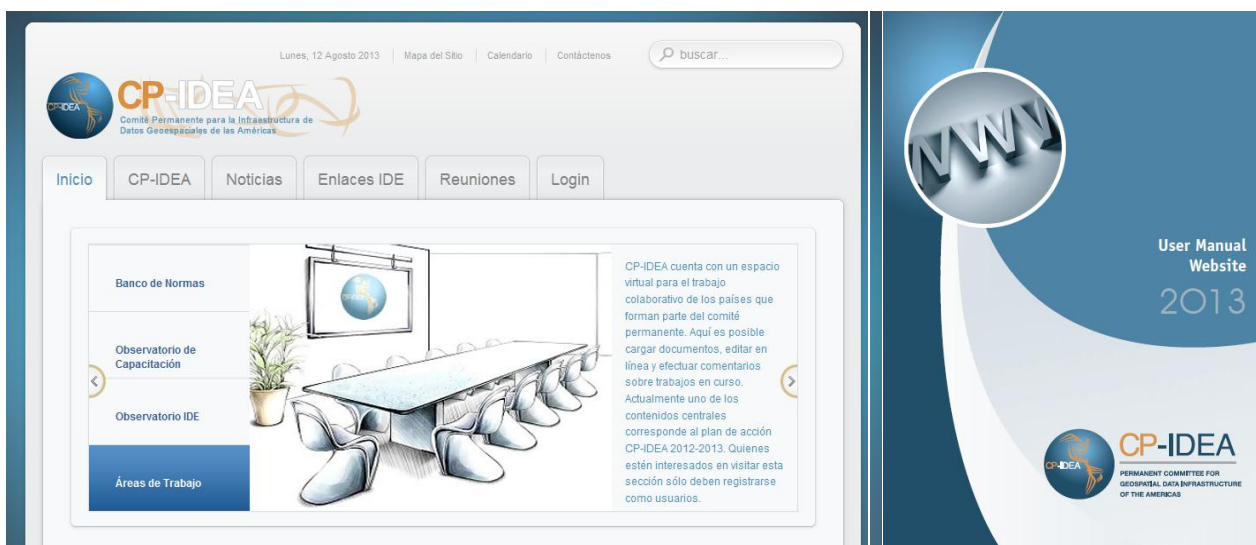 Lunes, 12 Agosto 2013 Mapa del Sitio Calendario Contáctenos buscar...
CP-IDEA
CP-IDEA
Comité Permanente para la Infraestructura de
Datos Geoespaciales de las Américas
Inicio CP-IDEA Noticias Enlaces IDE Reuniones Login
Banco de Normas
Observatorio de
Capacitación
Observatorio IDE
Áreas de Trabajo
CP-IDEA
CP-IDEA cuenta con un espacio
virtual para el trabajo
colaborativo de los países que
forman parte del comité
permanente. Aquí es posible
cargar documentos, editar en
línea y efectuar comentarios
sobre trabajos en curso.
Actualmente uno de los
contenidos centrales
corresponde al plan de acción
CP-IDEA 2012-2013. Quienes
estén interesados en visitar esta
sección sólo deben registrarse
como usuarios.
WWW
User Manual
Website
2013
CP-IDEA
CP-IDEA
PERMANENT COMMITTEE FOR
GEOSPATIAL DATA INFRASTRUCTURE
OF THE AMERICAS